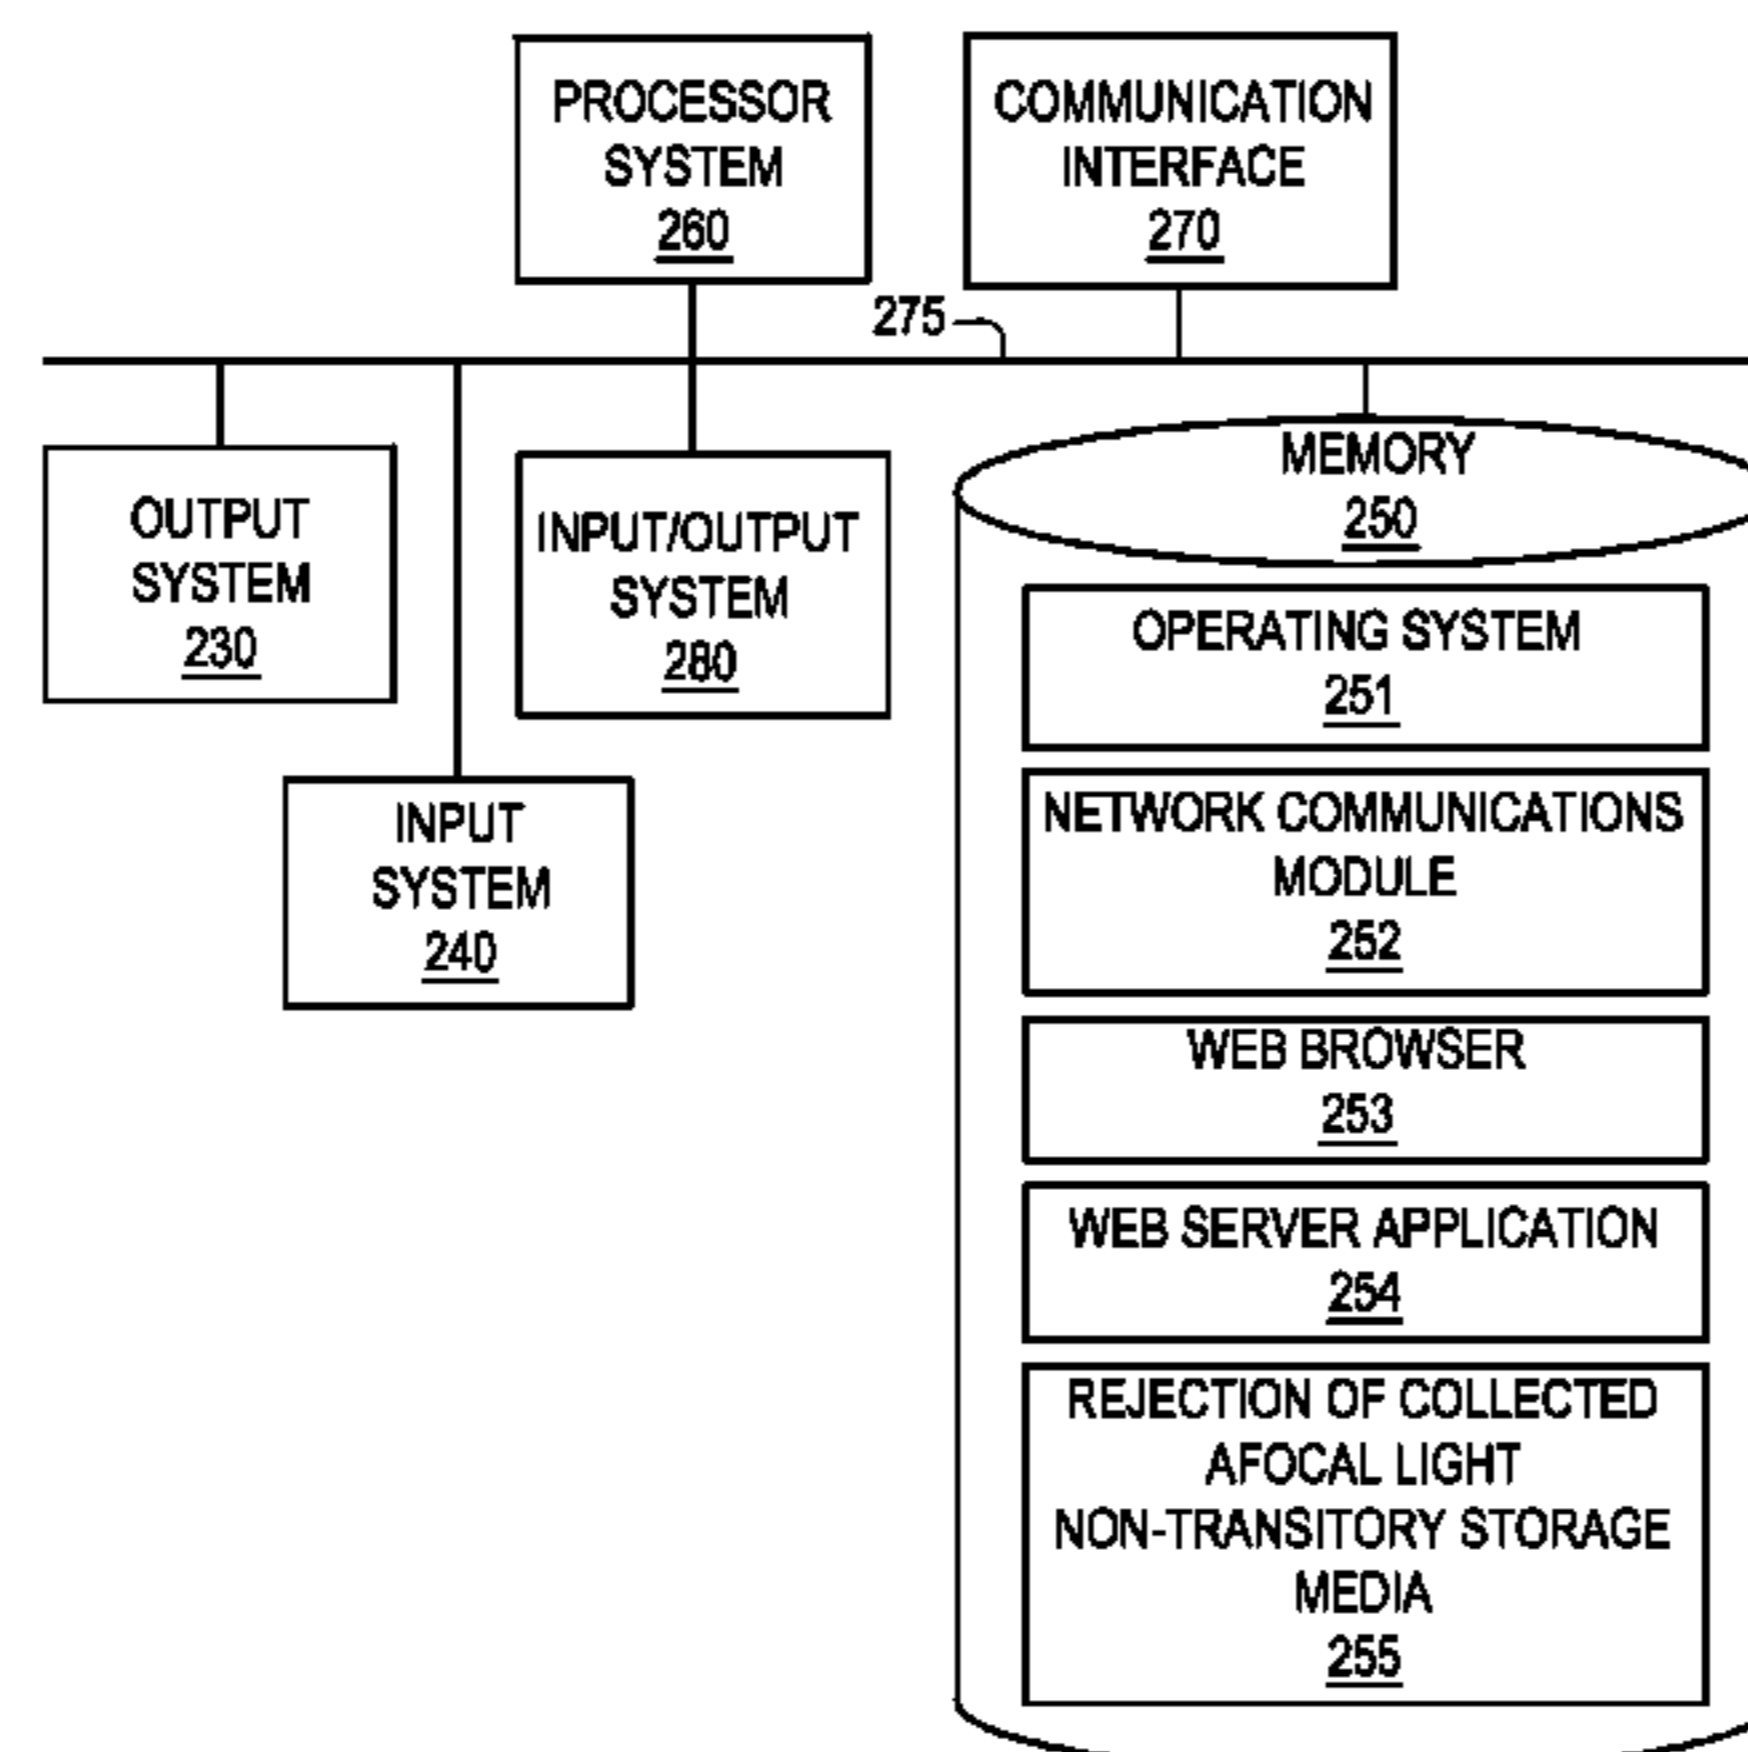 PROCESSOR
SYSTEM
260
COMMUNICATION
INTERFACE
270
275
OUTPUT
SYSTEM
230
INPUT/OUTPUT
SYSTEM
280
INPUT
SYSTEM
240
MEMORY
250
OPERATING SYSTEM
251
NETWORK COMMUNICATIONS
MODULE
252
WEB BROWSER
253
WEB SERVER APPLICATION
254
REJECTION OF COLLECTED
AFOCAL LIGHT
NON-TRANSITORY STORAGE
MEDIA
255